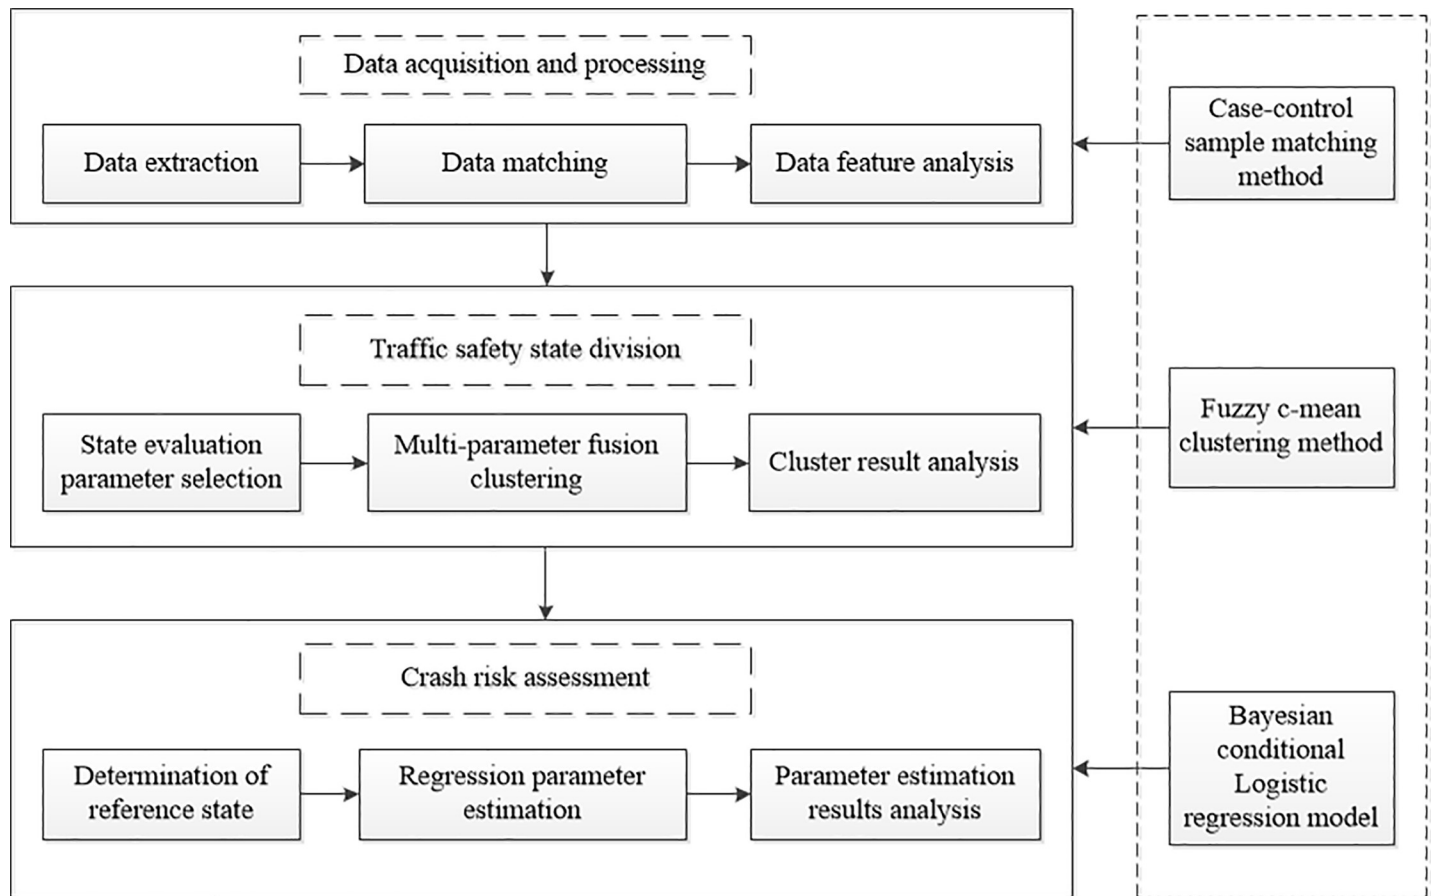 Data acquisition and processing
Data extraction
Data matching
Data feature analysis
Case-control
sample matching
method
Traffic safety state division
State evaluation
parameter selection
Multi-parameter fusion
clustering
Cluster result analysis
Fuzzy c-mean
clustering method
Crash risk assessment
Determination of
reference state
Regression parameter
estimation
Parameter estimation
results analysis
Bayesian
conditional
Logistic
regression model